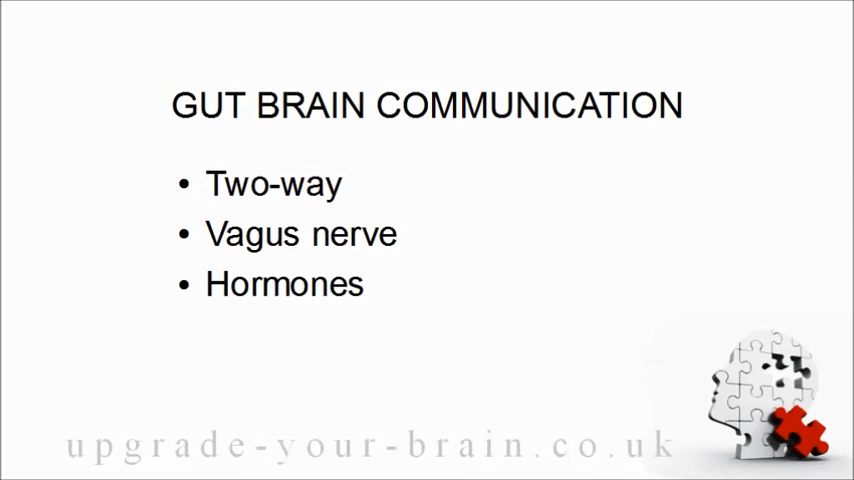 GUT BRAIN COMMUNICATION
• Two-way
• Vagus nerve
• Hormones
upgrade-your-brain.co.uk